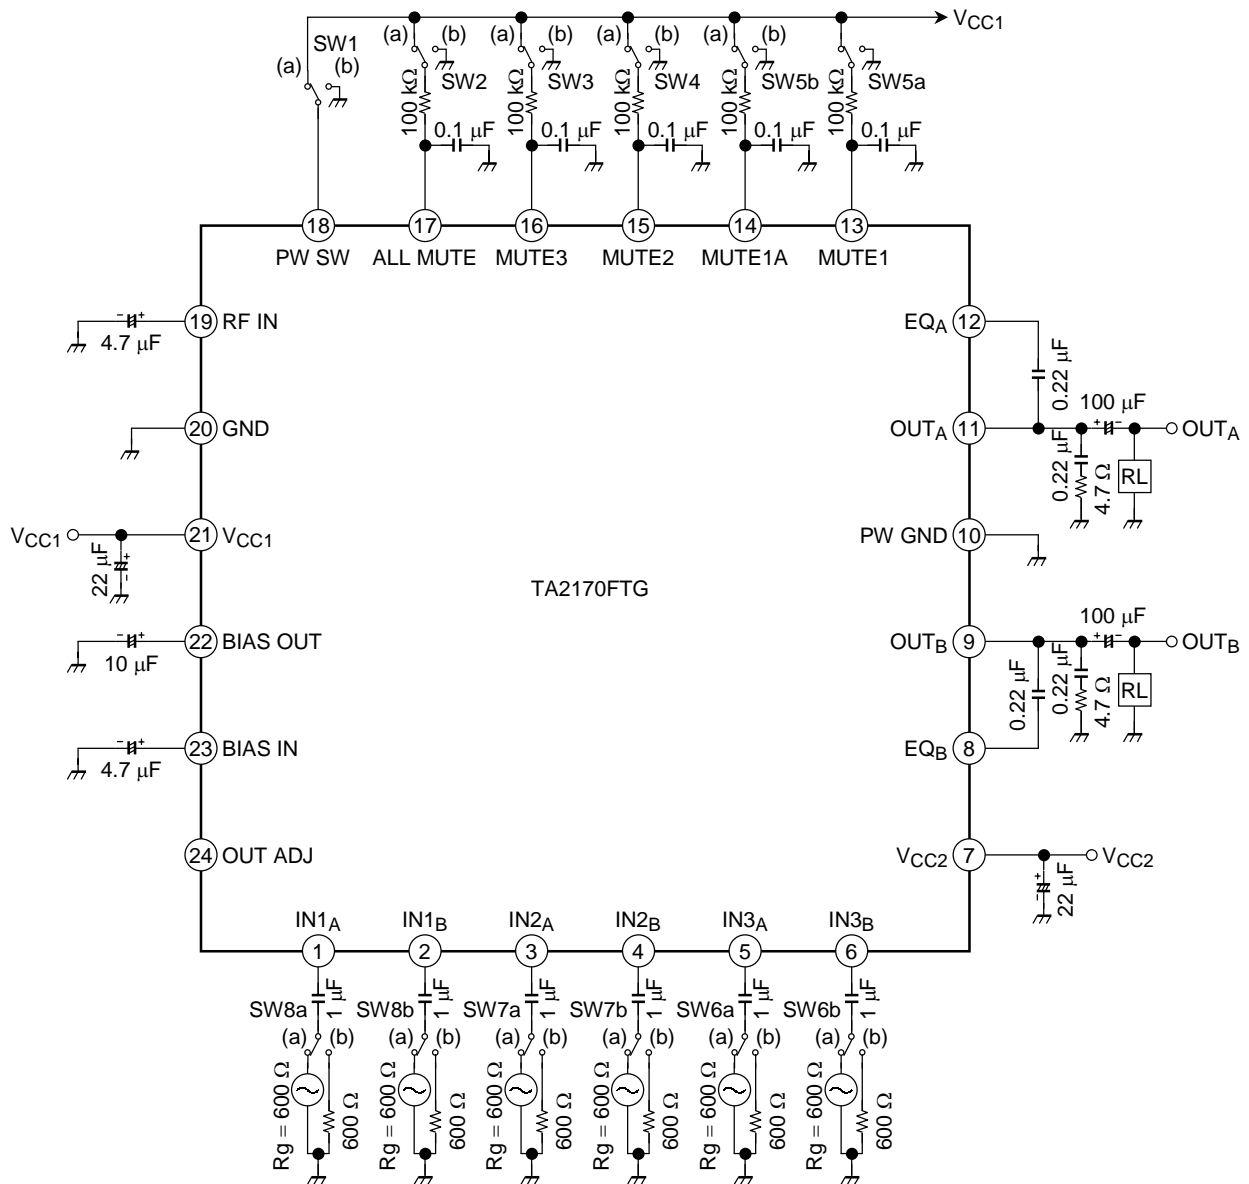 VCC1
SW1
(a) (b) (a) (b) (a) (b) (a) (b) (a) (b)
(a) (b)
SW2 SW3 SW4 SW5b SW5a
100 kΩ 100 kΩ 100 kΩ 100 kΩ 100 kΩ
0.1 μF 0.1 μF 0.1 μF 0.1 μF 0.1 μF
18 17 16 15 14 13
PW SW ALL MUTE MUTE3 MUTE2 MUTE1A MUTE1
- + 19 RF IN
4.7 μF
EQA 12
0.22 μF
100 μF
20 GND
OUTA 11 + - OUTA
0.22 μF 4.7 Ω RL
VCC1 21 VCC1
22 μF - +
PW GND 10
TA2170FTG
100 μF
- + 22 BIAS OUT
10 μF
OUTB 9 + - OUTB
0.22 μF 0.22 μF 4.7 Ω RL
- + 23 BIAS IN
4.7 μF
EQB 8
24 OUT ADJ
VCC2 7 VCC2
- + 22 μF
IN1A IN1B IN2A IN2B IN3A IN3B
1 2 3 4 5 6
SW8a 1 μF SW8b 1 μF SW7a 1 μF SW7b 1 μF SW6a 1 μF SW6b 1 μF
(a) (b) (a) (b) (a) (b) (a) (b) (a) (b) (a) (b)
Rg = 600 Ω 600 Ω Rg = 600 Ω 600 Ω Rg = 600 Ω 600 Ω Rg = 600 Ω 600 Ω Rg = 600 Ω 600 Ω Rg = 600 Ω 600 Ω